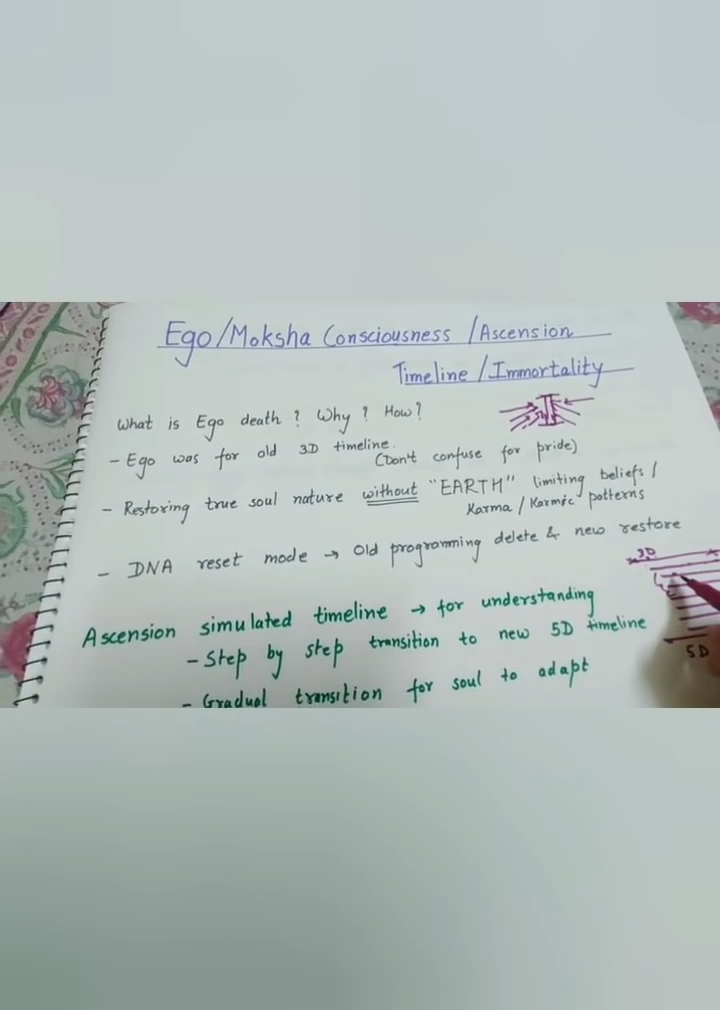 Ego/Moksha Consciousness /Ascension
Timeline /Immortality
What is Ego death? Why? How?
- Ego was for old 3D timeline.
(Don't confuse for pride)
- Restoring true soul nature without "EARTH" limiting beliefs/
Karma/Karmic patterns
- DNA reset mode → Old programming delete & new restore
3D
Ascension simulated timeline → for understanding
- Step by step transition to new 5D timeline
5D
- Gradual transition for soul to adapt